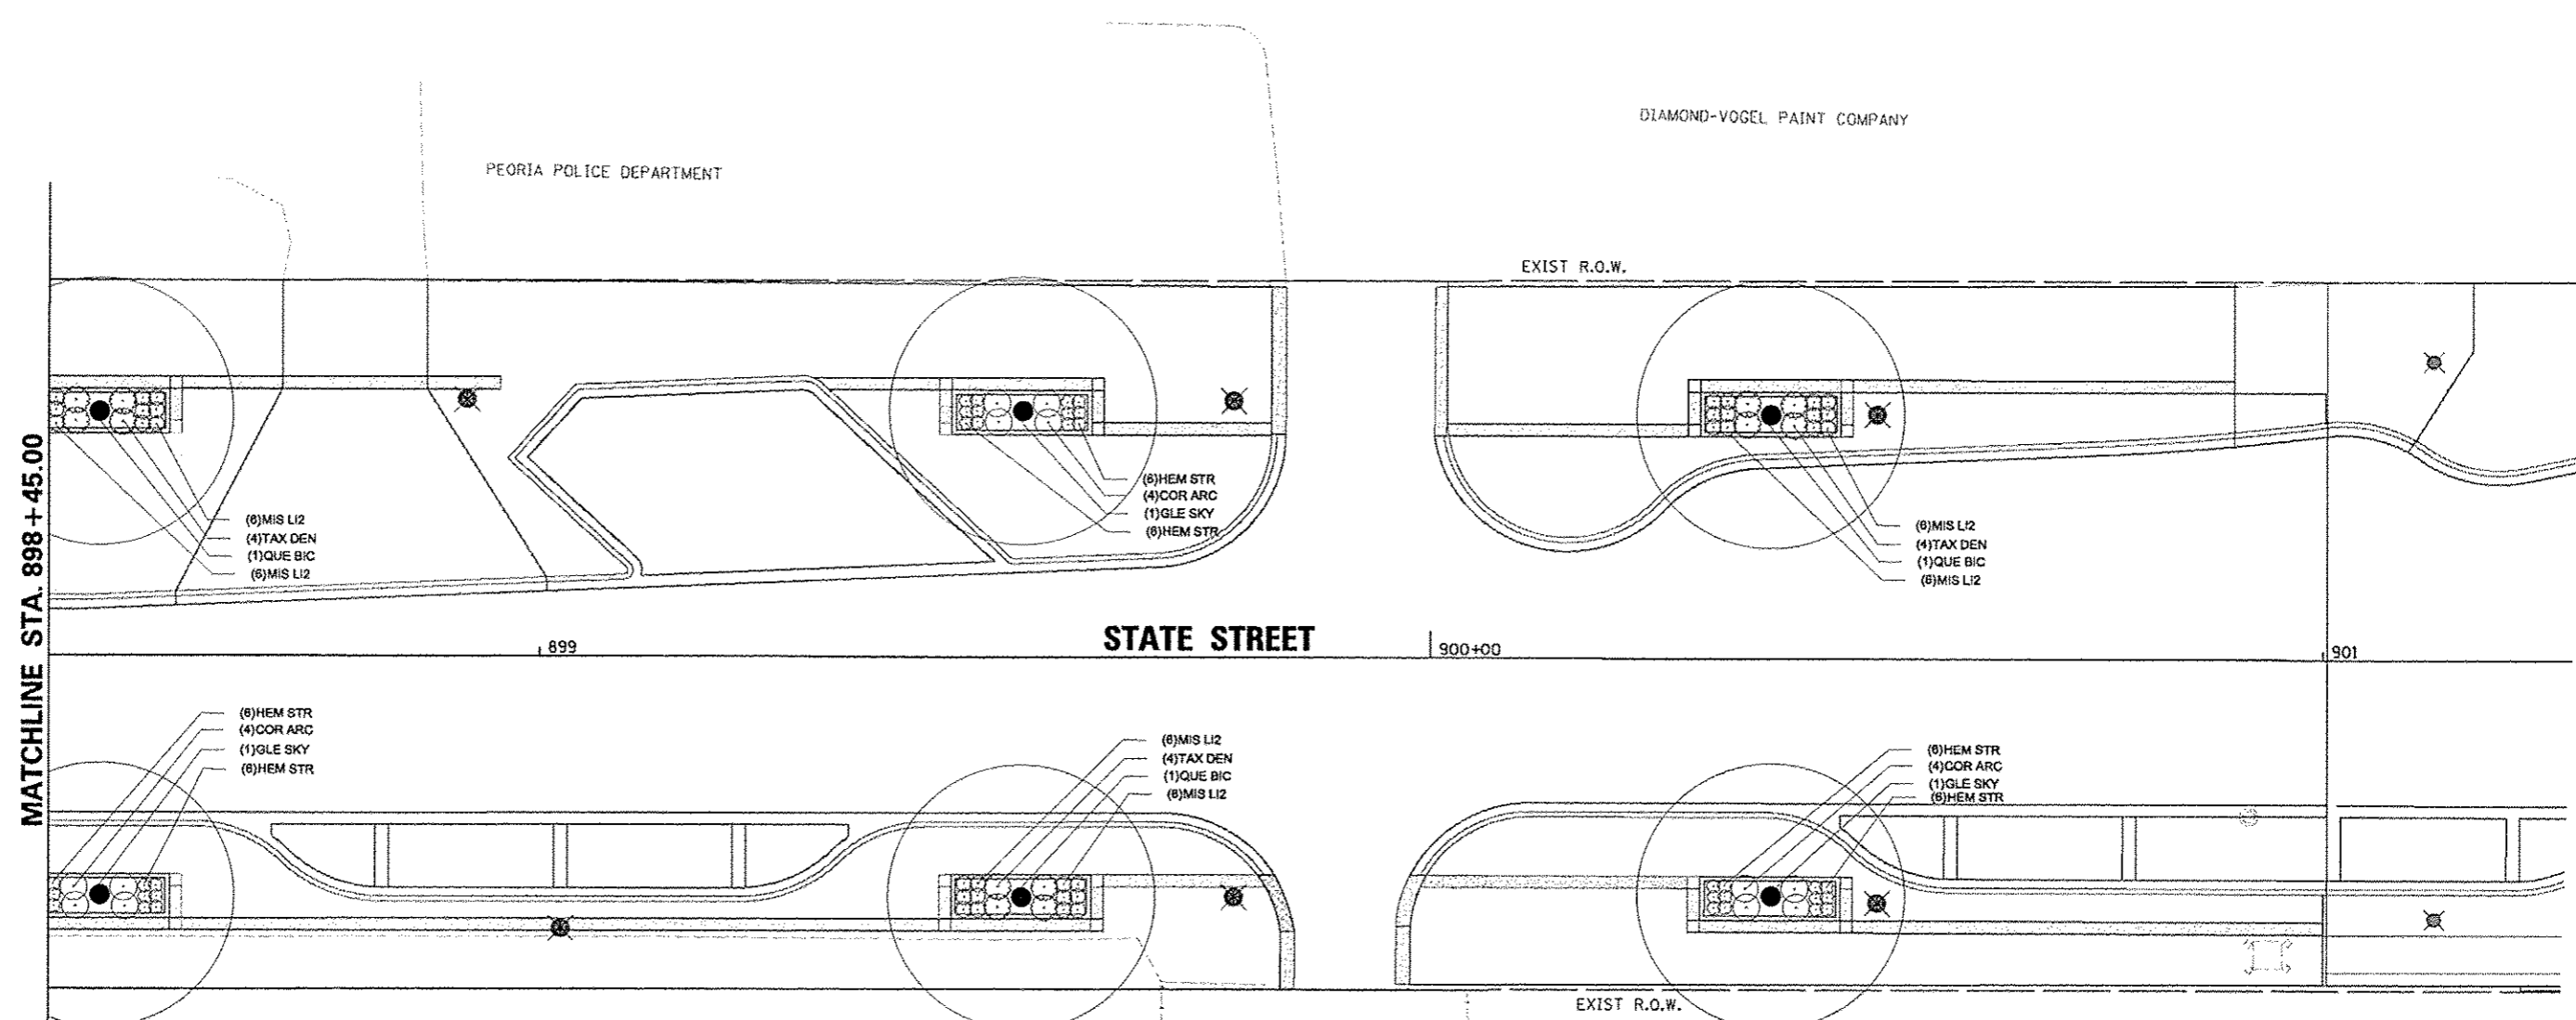 DIAMOND-VOGEL PAINT COMPANY
PEORIA POLICE DEPARTMENT
EXIST R.O.W.
MATCHLINE STA. 898+45.00
(6)MIS LI2
(4)TAX DEN
(1)QUE BIC
(6)MIS LI2
(6)HEM STR
(4)COR ARC
(1)GLE SKY
(6)HEM STR
(6)MIS LI2
(4)TAX DEN
(1)QUE BIC
(6)MIS LI2
STATE STREET
899
900+00
901
(6)HEM STR
(4)COR ARC
(1)GLE SKY
(6)HEM STR
(6)MIS LI2
(4)TAX DEN
(1)QUE BIC
(6)MIS LI2
(6)HEM STR
(4)COR ARC
(1)GLE SKY
(6)HEM STR
EXIST R.O.W.